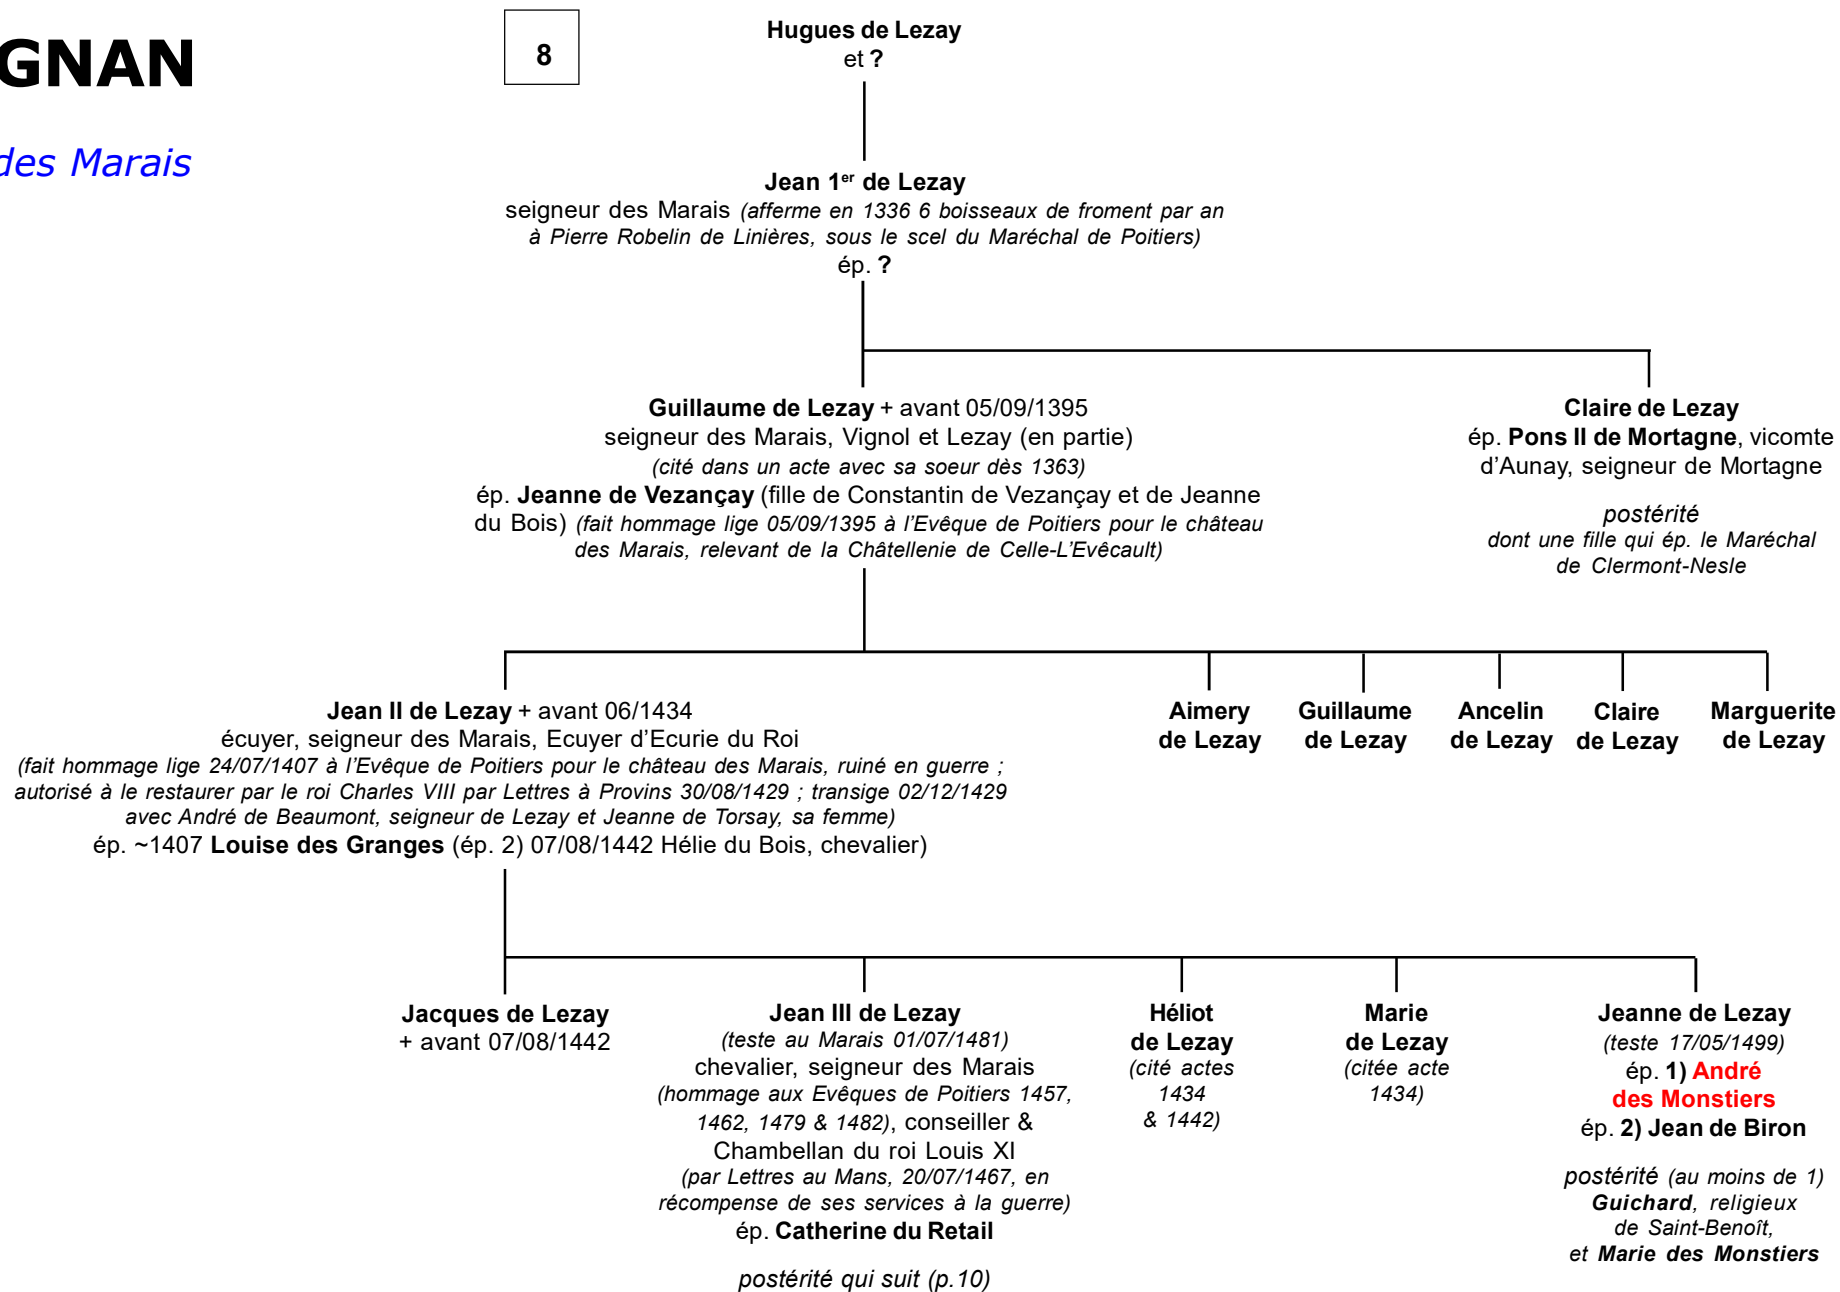 GNAN
des Marais
8
Hugues de Lezay
et ?
Jean 1er de Lezay
seigneur des Marais (afferme en 1336 6 boisseaux de froment par an
à Pierre Robelin de Linières, sous le scel du Maréchal de Poitiers)
ép. ?
Guillaume de Lezay + avant 05/09/1395
seigneur des Marais, Vignol et Lezay (en partie)
(cité dans un acte avec sa soeur dès 1363)
ép. Jeanne de Vezançay (fille de Constantin de Vezançay et de Jeanne
du Bois) (fait hommage lige 05/09/1395 à l'Evêque de Poitiers pour le château
des Marais, relevant de la Châtellenie de Celle-L'Evêcault)
Claire de Lezay
ép. Pons II de Mortagne, vicomte
d'Aunay, seigneur de Mortagne
postérité
dont une fille qui ép. le Maréchal
de Clermont-Nesle
Jean II de Lezay + avant 06/1434
écuyer, seigneur des Marais, Ecuyer d'Ecurie du Roi
(fait hommage lige 24/07/1407 à l'Evêque de Poitiers pour le château des Marais, ruiné en guerre ;
autorisé à le restaurer par le roi Charles VIII par Lettres à Provins 30/08/1429 ; transige 02/12/1429
avec André de Beaumont, seigneur de Lezay et Jeanne de Torsay, sa femme)
ép. ~1407 Louise des Granges (ép. 2) 07/08/1442 Hélie du Bois, chevalier)
Aimery
de Lezay
Guillaume
de Lezay
Ancelin
de Lezay
Claire
de Lezay
Marguerite
de Lezay
Jacques de Lezay
+ avant 07/08/1442
Jean III de Lezay
(teste au Marais 01/07/1481)
chevalier, seigneur des Marais
(hommage aux Evêques de Poitiers 1457,
1462, 1479 & 1482), conseiller &
Chambellan du roi Louis XI
(par Lettres au Mans, 20/07/1467, en
récompense de ses services à la guerre)
ép. Catherine du Retail
postérité qui suit (p.10)
Héliot
de Lezay
(cité actes
1434
& 1442)
Marie
de Lezay
(citée acte
1434)
Jeanne de Lezay
(teste 17/05/1499)
ép. 1) André
des Monstiers
ép. 2) Jean de Biron
postérité (au moins de 1)
Guichard, religieux
de Saint-Benoît,
et Marie des Monstiers